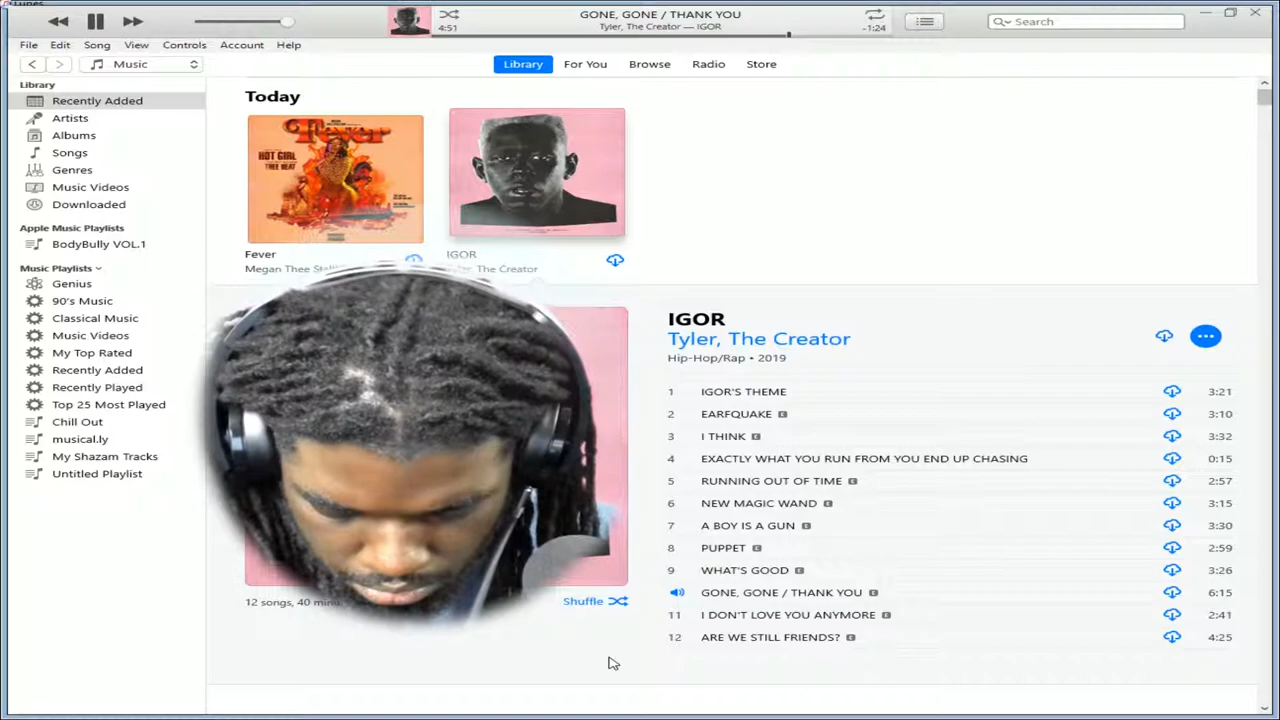 iTunes
GONE, GONE / THANK YOU
Tyler, The Creator — IGOR
4:51
-1:24
Search
File Edit Song View Controls Account Help
Music
Library For You Browse Radio Store
Library
Recently Added
Artists
Albums
Songs
Genres
Music Videos
Downloaded
Apple Music Playlists
BodyBully VOL.1
Music Playlists
Genius
90's Music
Classical Music
Music Videos
My Top Rated
Recently Added
Recently Played
Top 25 Most Played
Chill Out
musical.ly
My Shazam Tracks
Untitled Playlist
Today
Fever
HOT GIRL
Fever
Megan Thee
IGOR
The Creator
12 songs, 40
Shuffle
IGOR
Tyler, The Creator
Hip-Hop/Rap • 2019
1 IGOR'S THEME 3:21
2 EARFQUAKE E 3:10
3 I THINK E 3:32
4 EXACTLY WHAT YOU RUN FROM YOU END UP CHASING 0:15
5 RUNNING OUT OF TIME E 2:57
6 NEW MAGIC WAND E 3:15
7 A BOY IS A GUN E 3:30
8 PUPPET E 2:59
9 WHAT'S GOOD E 3:26
GONE, GONE / THANK YOU E 6:15
11 I DON'T LOVE YOU ANYMORE E 2:41
12 ARE WE STILL FRIENDS? E 4:25